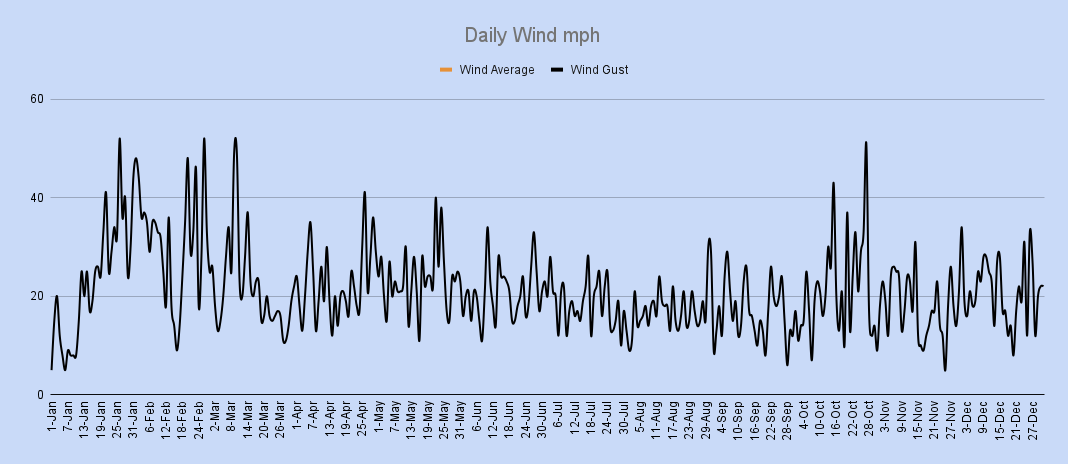 Daily Wind mph
Wind Average Wind Gust
60
40
20
0
1-Jan 7-Jan 13-Jan 19-Jan 25-Jan 31-Jan 6-Feb 12-Feb 18-Feb 24-Feb 2-Mar 8-Mar 14-Mar 20-Mar 26-Mar 1-Apr 7-Apr 13-Apr 19-Apr 25-Apr 1-May 7-May 13-May 19-May 25-May 31-May 6-Jun 12-Jun 18-Jun 24-Jun 30-Jun 6-Jul 12-Jul 18-Jul 24-Jul 30-Jul 5-Aug 11-Aug 17-Aug 23-Aug 29-Aug 4-Sep 10-Sep 16-Sep 22-Sep 28-Sep 4-Oct 10-Oct 16-Oct 22-Oct 28-Oct 3-Nov 9-Nov 15-Nov 21-Nov 27-Nov 3-Dec 9-Dec 15-Dec 21-Dec 27-Dec